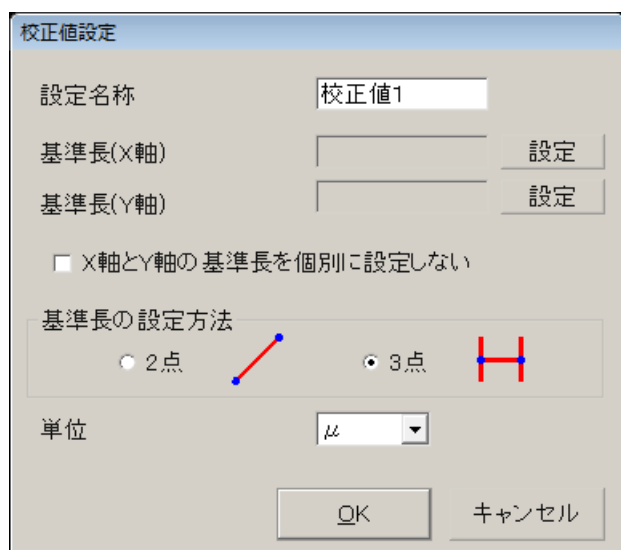 校正値設定
設定名称 校正値1
基準長(X軸) 設定
基準長(Y軸) 設定
X軸とY軸の基準長を個別に設定しない
基準長の設定方法
2点 3点
単位 μ
OK キャンセル